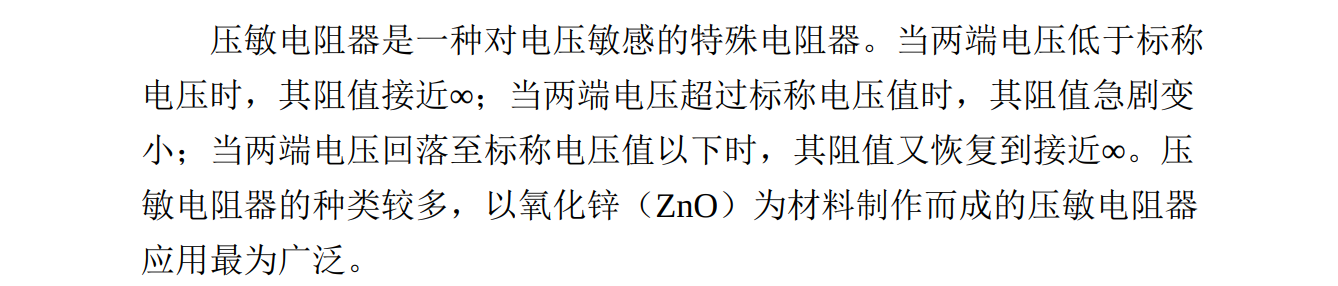 压敏电阻器是一种对电压敏感的特殊电阻器。当两端电压低于标称
电压时，其阻值接近∞；当两端电压超过标称电压值时，其阻值急剧变
小；当两端电压回落至标称电压值以下时，其阻值又恢复到接近∞。压
敏电阻器的种类较多，以氧化锌（ZnO）为材料制作而成的压敏电阻器
应用最为广泛。